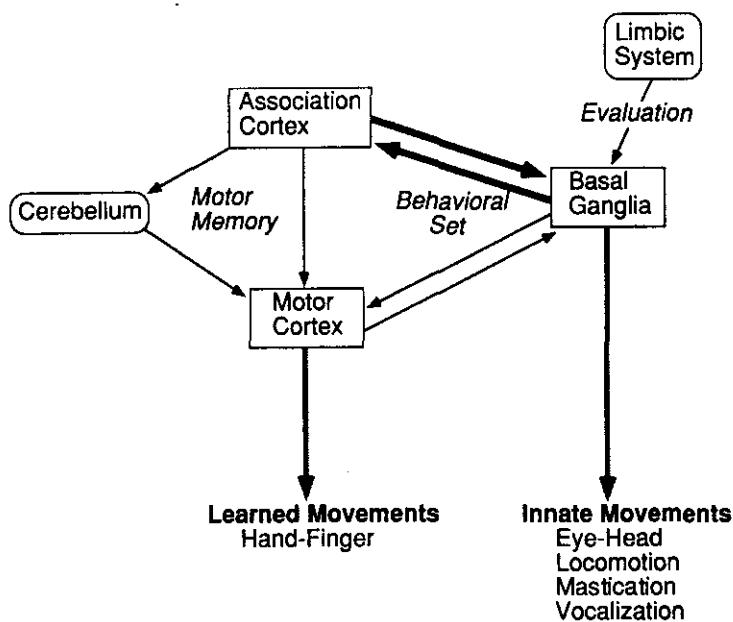 Limbic
System
Evaluation
Association
Cortex
Basal
Ganglia
Cerebellum
Motor
Memory
Behavioral
Set
Motor
Cortex
Learned Movements
Hand-Finger
Innate Movements
Eye-Head
Locomotion
Mastication
Vocalization